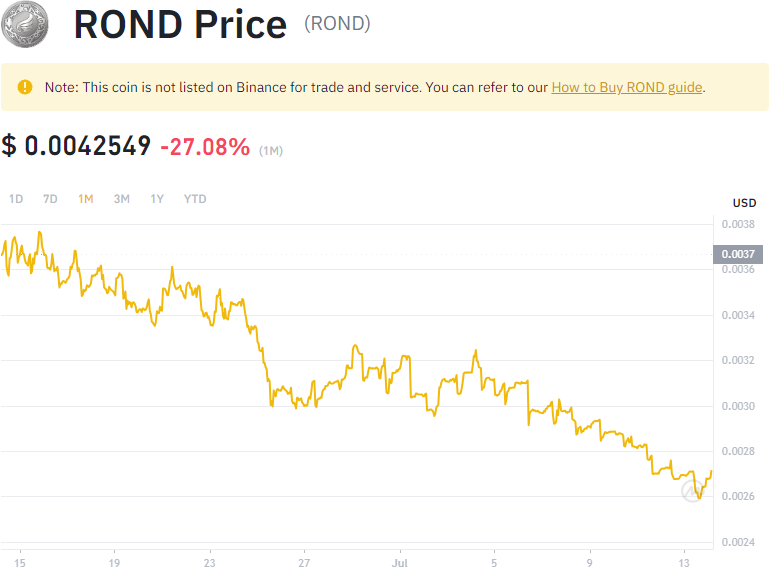 ROND Price (ROND)
Note: This coin is not listed on Binance for trade and service. You can refer to our How to Buy ROND guide.
$ 0.0042549 -27.08% (1M)
1D 7D 1M 3M 1Y YTD
USD
0.0038
0.0037
0.0036
0.0034
0.0032
0.0030
0.0028
0.0026
0.0024
15 19 23 27 Jul 5 9 13